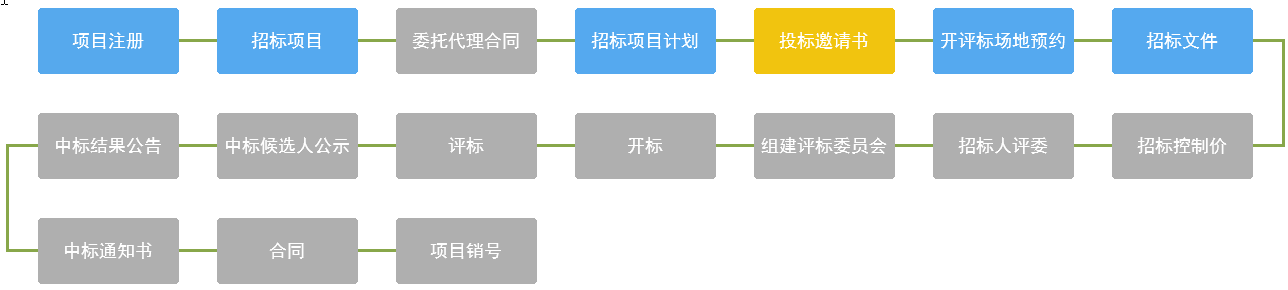 项目注册
招标项目
委托代理合同
招标项目计划
投标邀请书
开评标场地预约
招标文件
中标结果公告
中标候选人公示
评标
开标
组建评标委员会
招标人评委
招标控制价
中标通知书
合同
项目销号